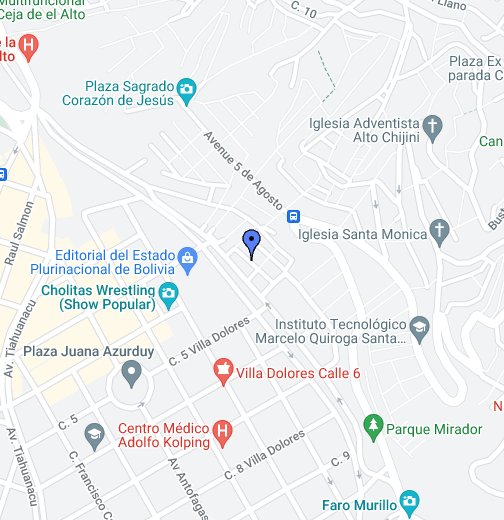 Multifuncional
Ceja de el Alto
C. 10
Llano
e la
lto
Plaza Sagrado
Corazón de Jesús
Plaza Ex
parada C
Iglesia Adventista
Alto Chijini
Can
Avenue 5 de Agosto
Raul Salmon
Bust
Iglesia Santa Monica
Editorial del Estado
Plurinacional de Bolivia
Cholitas Wrestling
(Show Popular)
Av. Tiahuanacu
Instituto Tecnológico
Marcelo Quiroga Santa...
C. 5 Villa Dolores
Plaza Juana Azurduy
Villa Dolores Calle 6
N
C. 5
Centro Médico
Adolfo Kolping
Parque Mirador
Av. Tiahuanacu
C. Francisco C
Av Antofagas
C. 8 Villa Dolores
C. 9
Faro Murillo